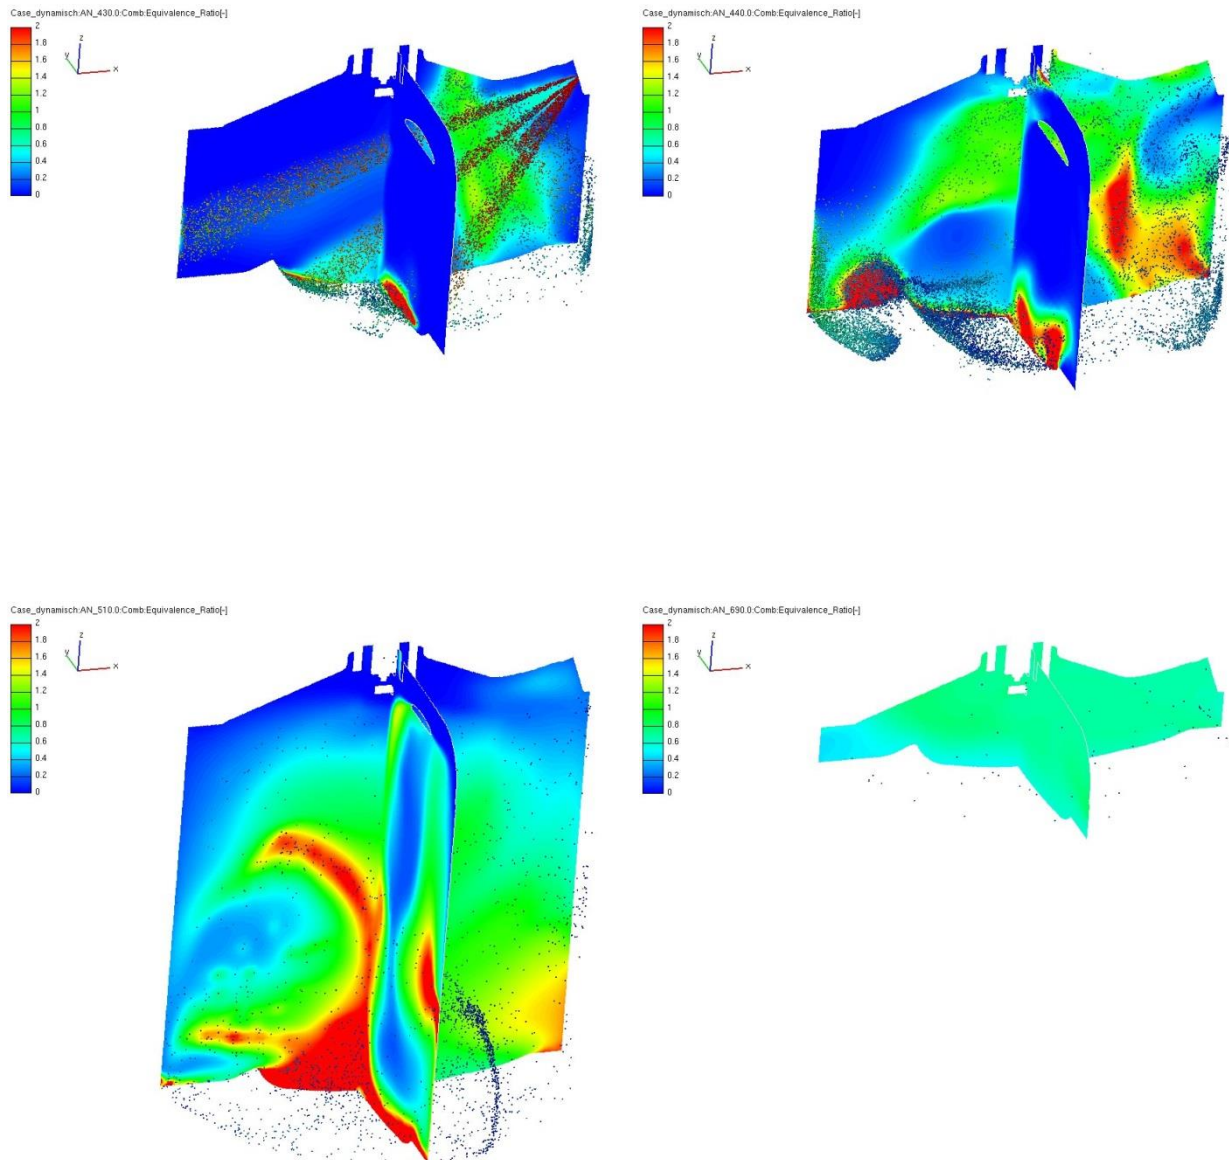 Case_dynamisch:AN_430.0:Comb:Equivalence_Ratio[-]
2
1.8
1.6
1.4
1.2
1
0.8
0.6
0.4
0.2
0
z
y
x
Case_dynamisch:AN_440.0:Comb:Equivalence_Ratio[-]
2
1.8
1.6
1.4
1.2
1
0.8
0.6
0.4
0.2
0
z
y
x
Case_dynamisch:AN_510.0:Comb:Equivalence_Ratio[-]
2
1.8
1.6
1.4
1.2
1
0.8
0.6
0.4
0.2
0
z
y
x
Case_dynamisch:AN_690.0:Comb:Equivalence_Ratio[-]
2
1.8
1.6
1.4
1.2
1
0.8
0.6
0.4
0.2
0
z
y
x